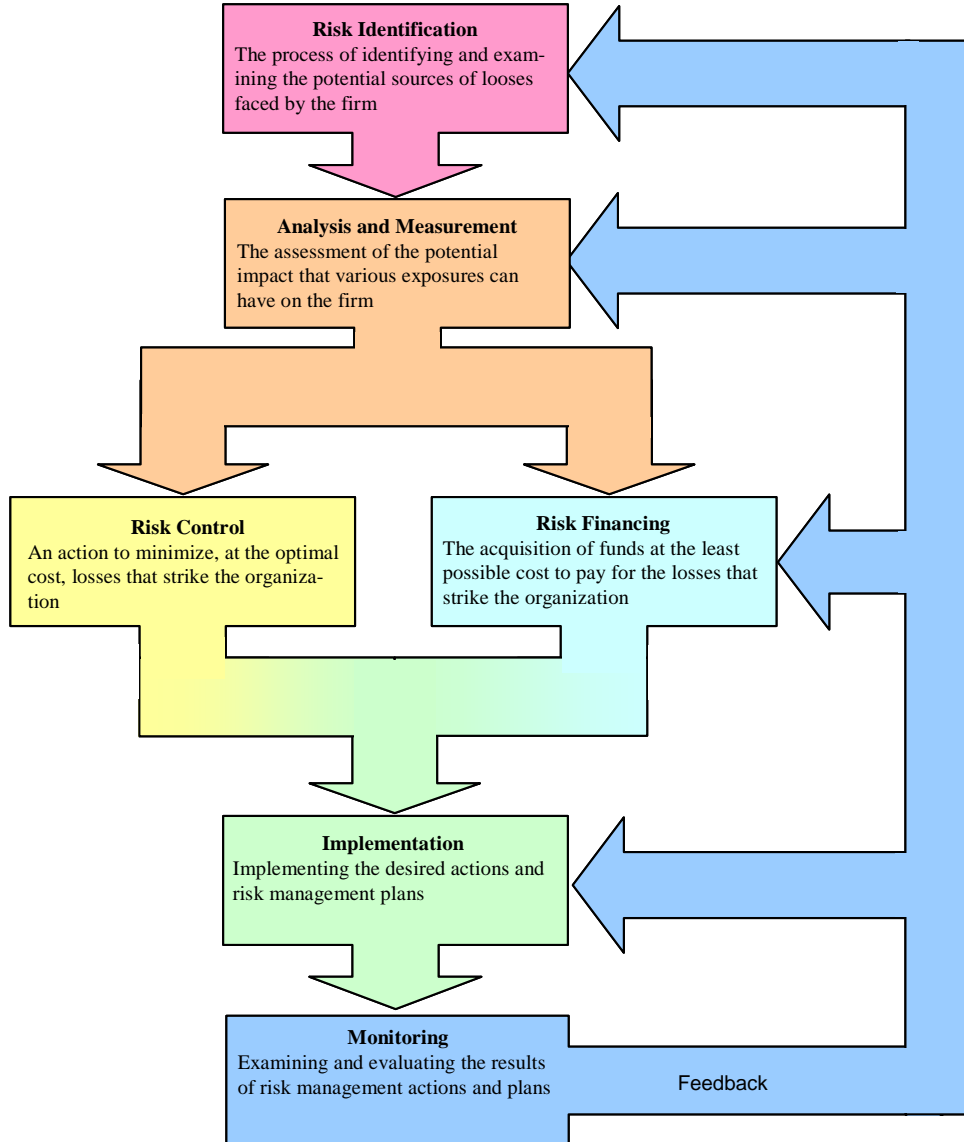 Risk Identification
The process of identifying and exam-
ining the potential sources of looses
faced by the firm
Analysis and Measurement
The assessment of the potential
impact that various exposures can
have on the firm
Risk Control
An action to minimize, at the optimal
cost, losses that strike the organiza-
tion
Risk Financing
The acquisition of funds at the least
possible cost to pay for the losses that
strike the organization
Implementation
Implementing the desired actions and
risk management plans
Monitoring
Examining and evaluating the results
of risk management actions and plans
Feedback